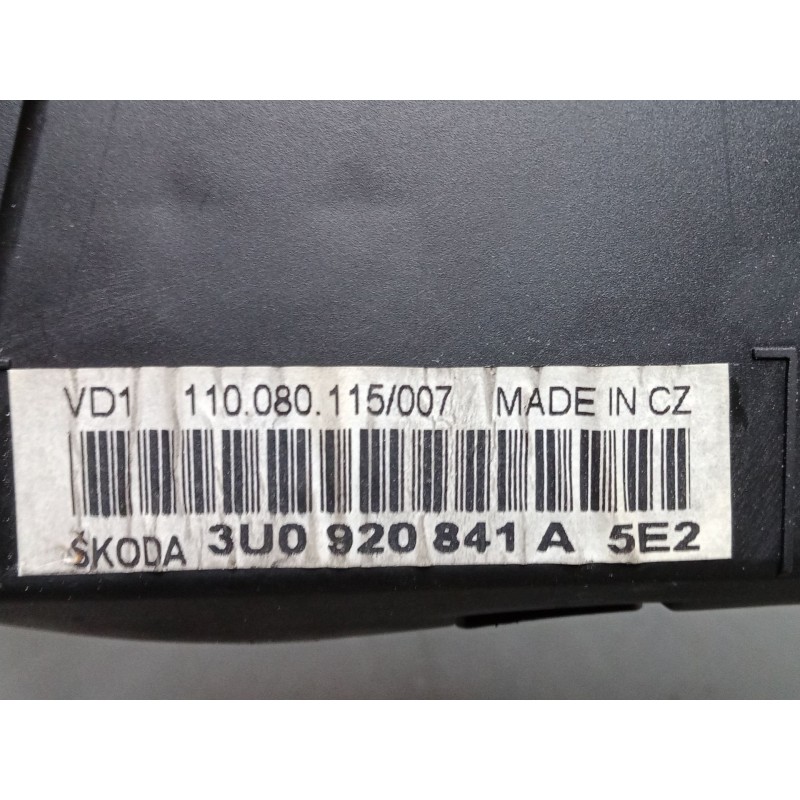 VD1 110.080.115/007 MADE IN CZ
ŠKODA 3U0 920 841 A 5E2